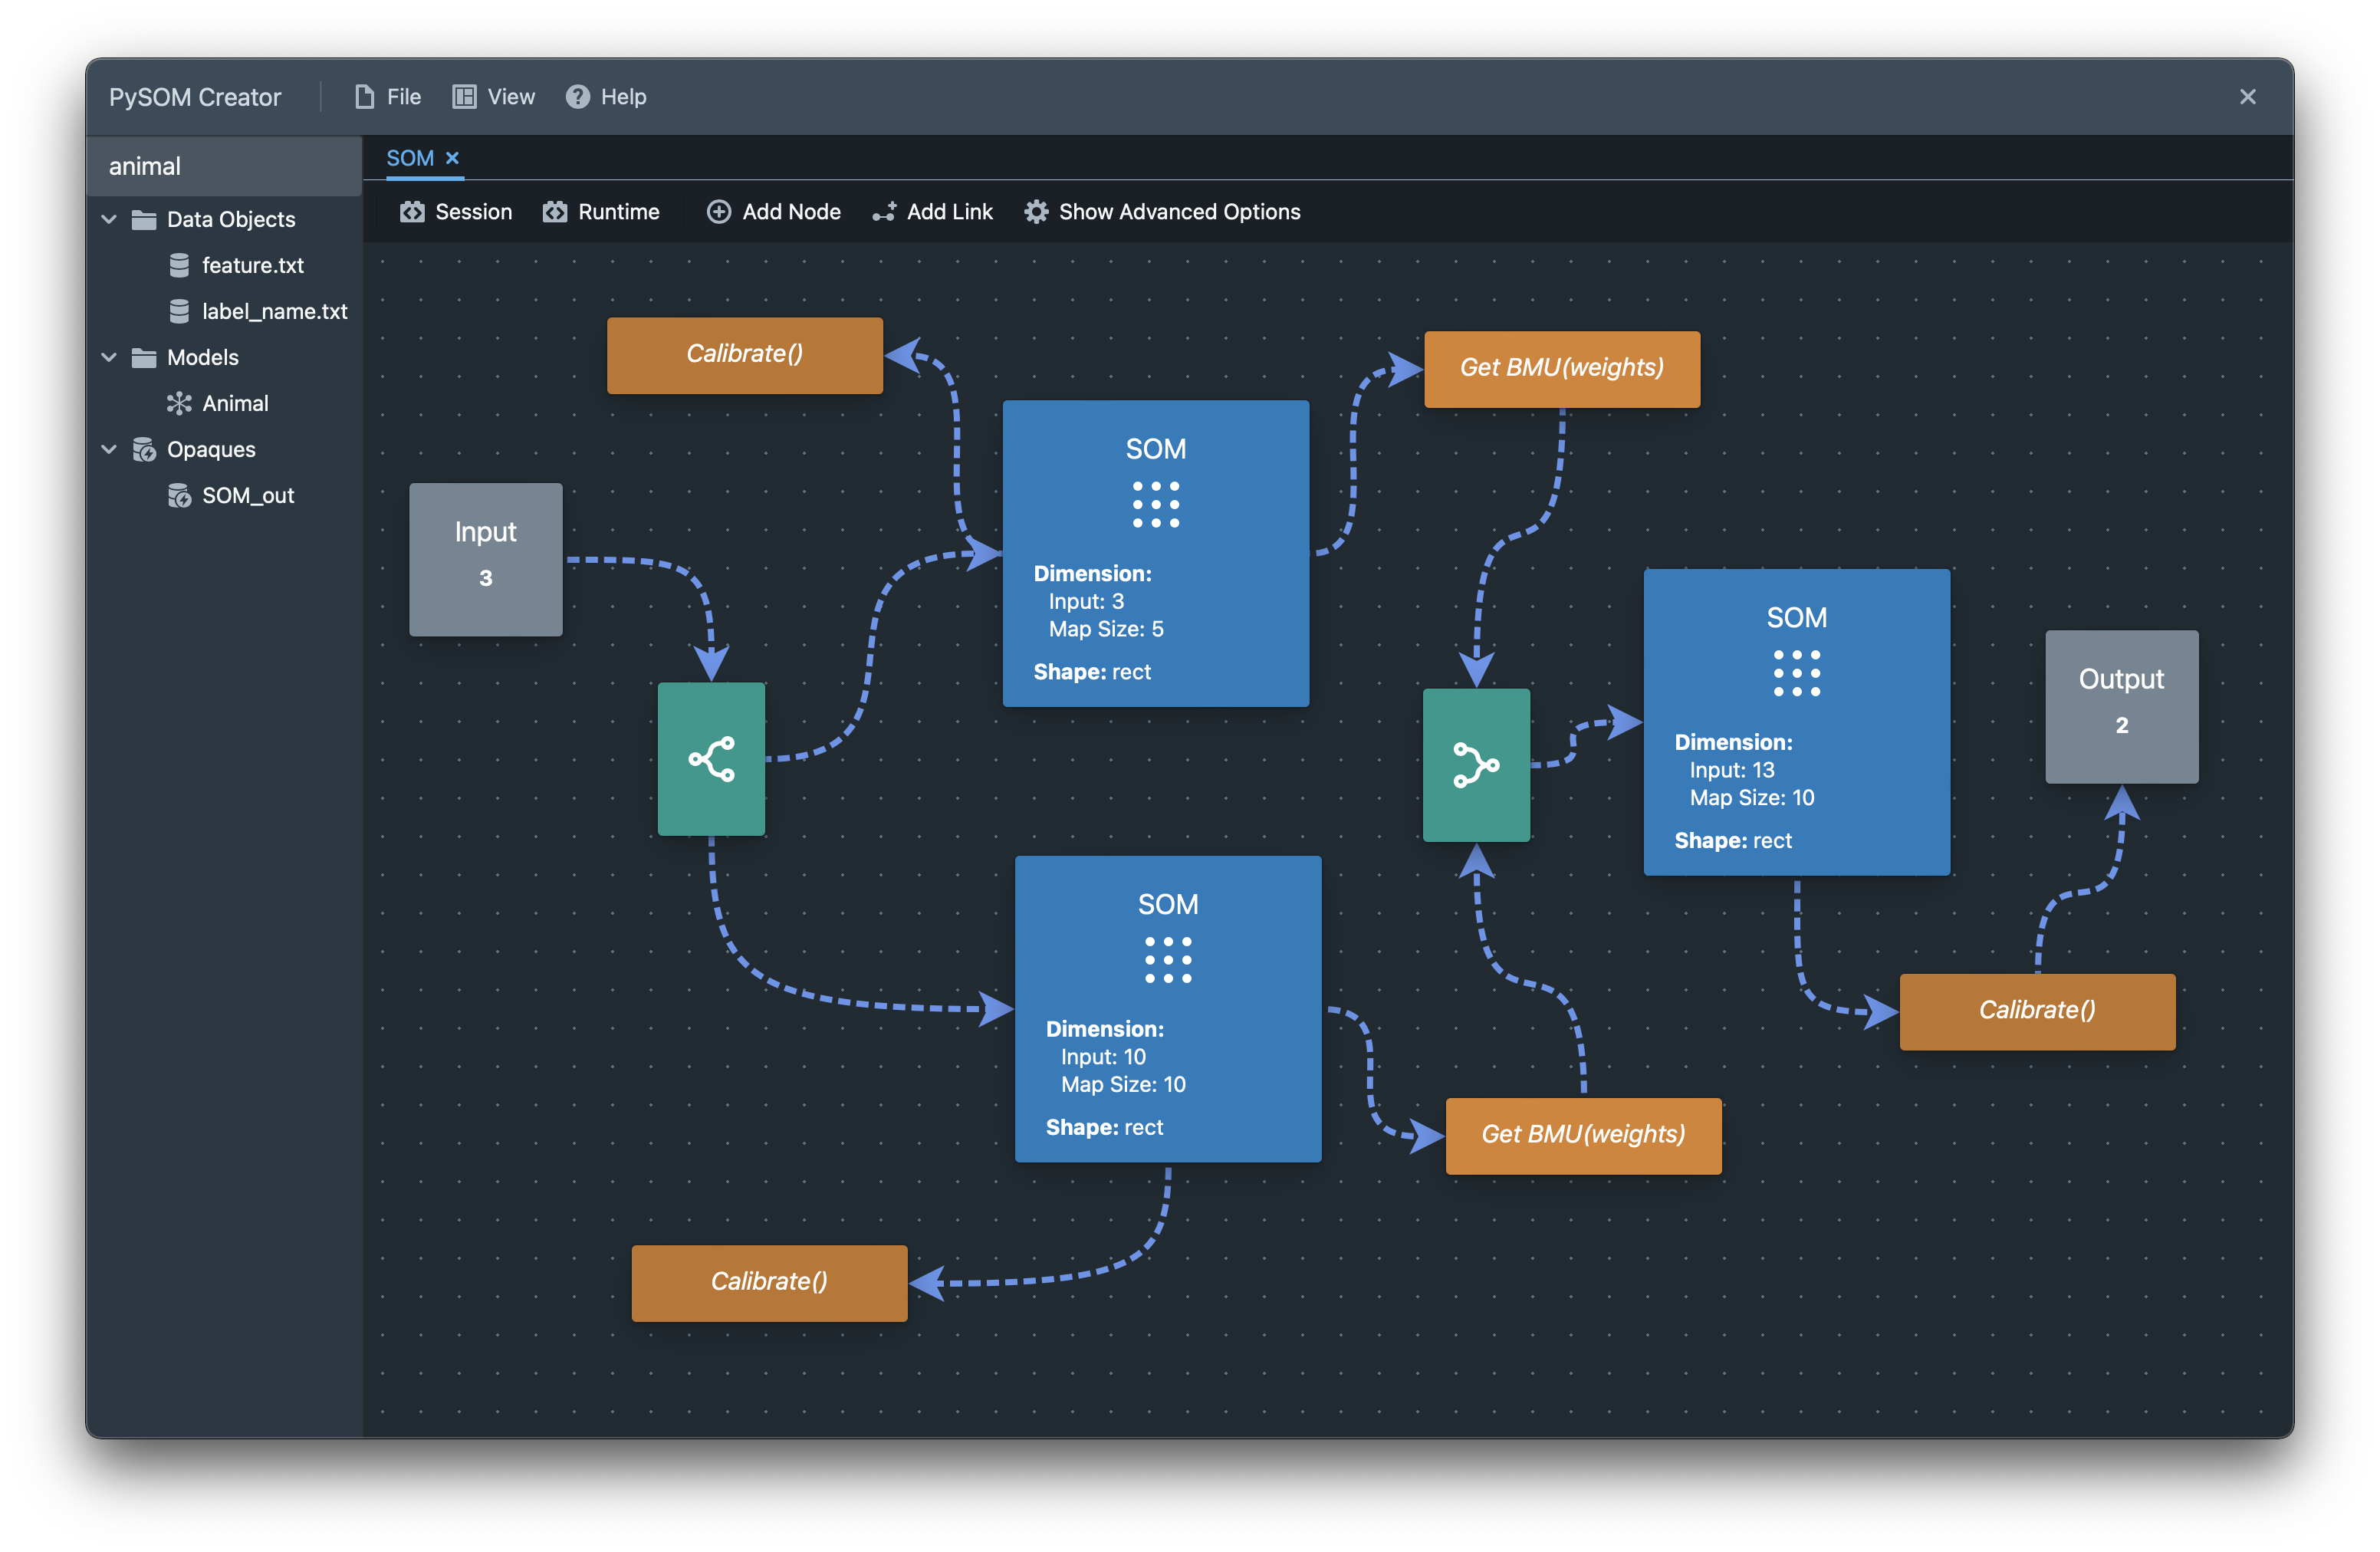 PySOM Creator
File
View
Help
animal
Data Objects
feature.txt
label_name.txt
Models
Animal
Opaques
SOM_out
SOM
Session
Runtime
Add Node
Add Link
Show Advanced Options
Calibrate()
Get BMU(weights)
Input
3
SOM
Dimension:
Input: 3
Map Size: 5
Shape: rect
SOM
Dimension:
Input: 13
Map Size: 10
Shape: rect
Output
2
SOM
Dimension:
Input: 10
Map Size: 10
Shape: rect
Calibrate()
Get BMU(weights)
Calibrate()